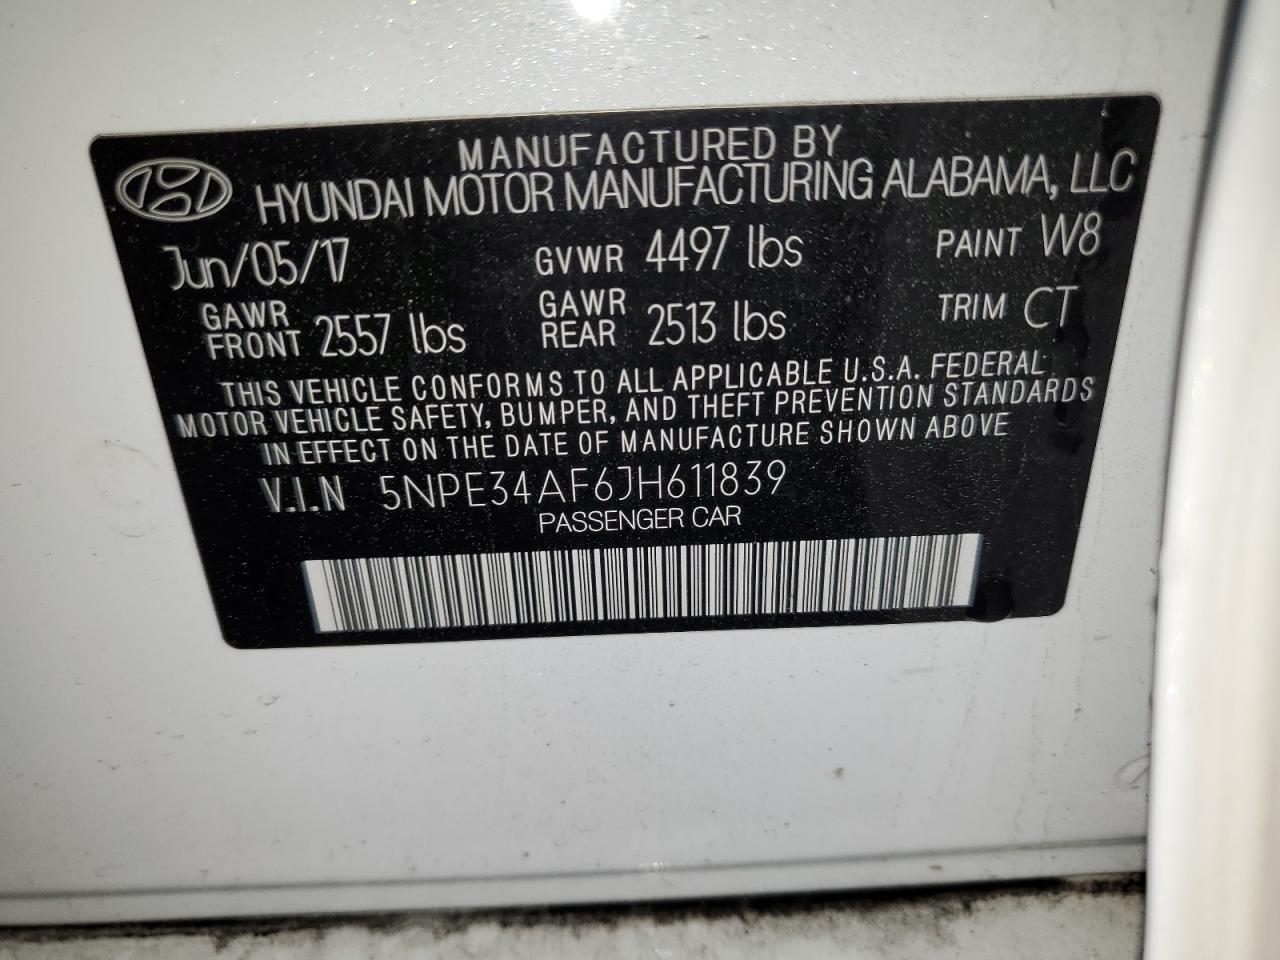 MANUFACTURED BY
HYUNDAI MOTOR MANUFACTURING ALABAMA, LLC
Jun/05/17 GVWR 4497 lbs PAINT W8
GAWR FRONT 2557 lbs GAWR REAR 2513 lbs TRIM CT
THIS VEHICLE CONFORMS TO ALL APPLICABLE U.S.A. FEDERAL
MOTOR VEHICLE SAFETY, BUMPER, AND THEFT PREVENTION STANDARDS
IN EFFECT ON THE DATE OF MANUFACTURE SHOWN ABOVE
V.I.N 5NPE34AF6JH611839
PASSENGER CAR